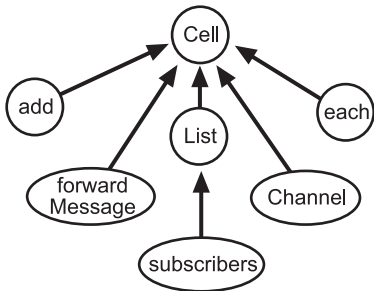 Cell
add
each
List
forward
Message
Channel
subscribers